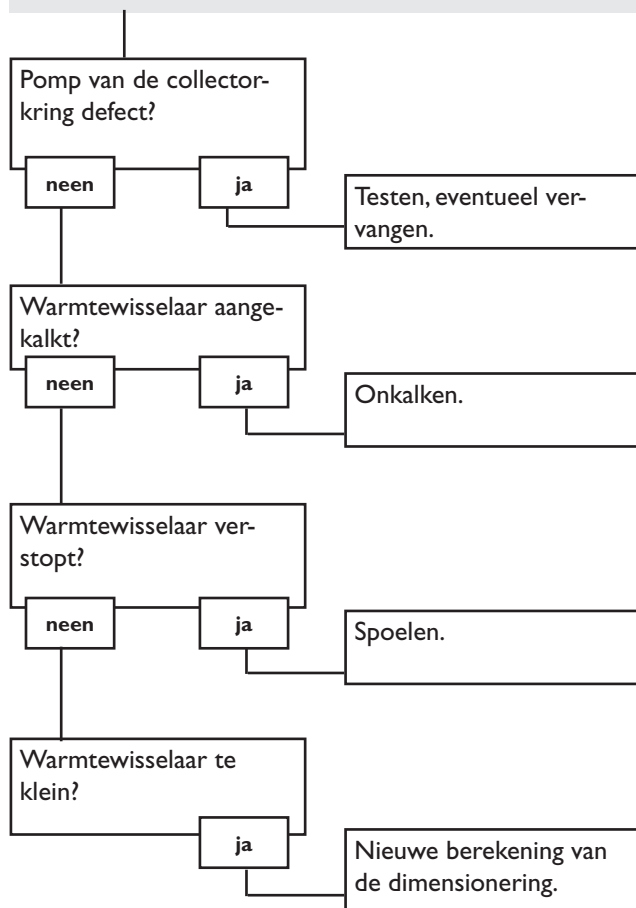 Pomp van de collector-
kring defect?
neen
ja
Testen, eventueel ver-
vangen.
Warmtewisselaar aange-
kalkt?
neen
ja
Onkalken.
Warmtewisselaar ver-
stopt?
neen
ja
Spoelen.
Warmtewisselaar te
klein?
ja
Nieuwe berekening van
de dimensionering.